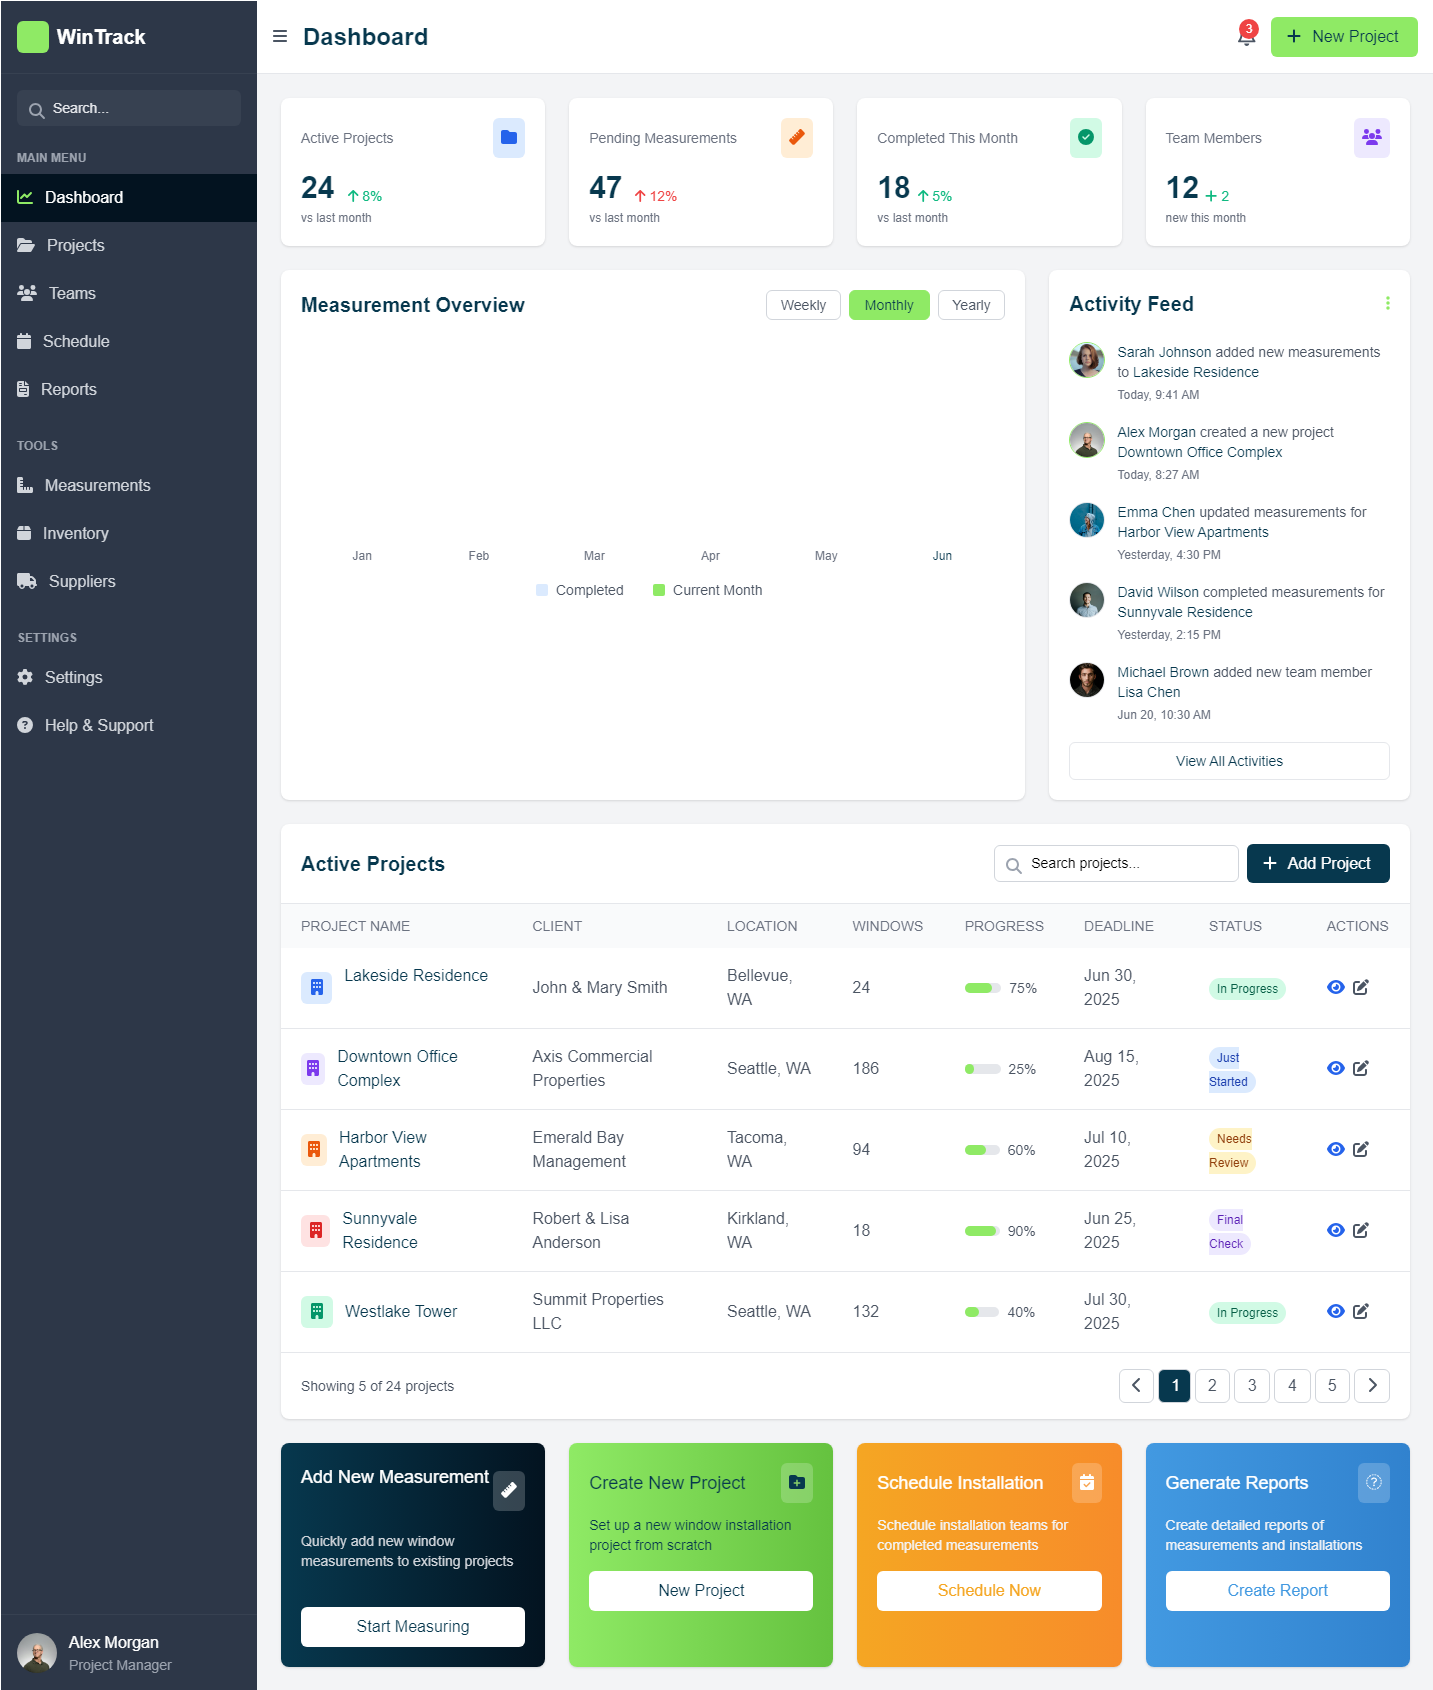 WinTrack
Search...
MAIN MENU
Dashboard
Projects
Teams
Schedule
Reports
TOOLS
Measurements
Inventory
Suppliers
SETTINGS
Settings
Help & Support
Alex Morgan
Project Manager
Dashboard
3
New Project
Active Projects
24 8%
vs last month
Pending Measurements
47 12%
vs last month
Completed This Month
18 5%
vs last month
Team Members
12 + 2
new this month
Measurement Overview
Weekly Monthly Yearly
Jan Feb Mar Apr May Jun
Completed Current Month
Activity Feed
Sarah Johnson added new measurements
to Lakeside Residence
Today, 9:41 AM
Alex Morgan created a new project
Downtown Office Complex
Today, 8:27 AM
Emma Chen updated measurements for
Harbor View Apartments
Yesterday, 4:30 PM
David Wilson completed measurements for
Sunnyvale Residence
Yesterday, 2:15 PM
Michael Brown added new team member
Lisa Chen
Jun 20, 10:30 AM
View All Activities
Active Projects
Search projects...
Add Project
PROJECT NAME CLIENT LOCATION WINDOWS PROGRESS DEADLINE STATUS ACTIONS
Lakeside Residence John & Mary Smith Bellevue, WA 24 75% Jun 30, 2025 In Progress
Downtown Office Complex Axis Commercial Properties Seattle, WA 186 25% Aug 15, 2025 Just Started
Harbor View Apartments Emerald Bay Management Tacoma, WA 94 60% Jul 10, 2025 Needs Review
Sunnyvale Residence Robert & Lisa Anderson Kirkland, WA 18 90% Jun 25, 2025 Final Check
Westlake Tower Summit Properties LLC Seattle, WA 132 40% Jul 30, 2025 In Progress
Showing 5 of 24 projects
1 2 3 4 5
Add New Measurement
Quickly add new window
measurements to existing projects
Start Measuring
Create New Project
Set up a new window installation
project from scratch
New Project
Schedule Installation
Schedule installation teams for
completed measurements
Schedule Now
Generate Reports
Create detailed reports of
measurements and installations
Create Report